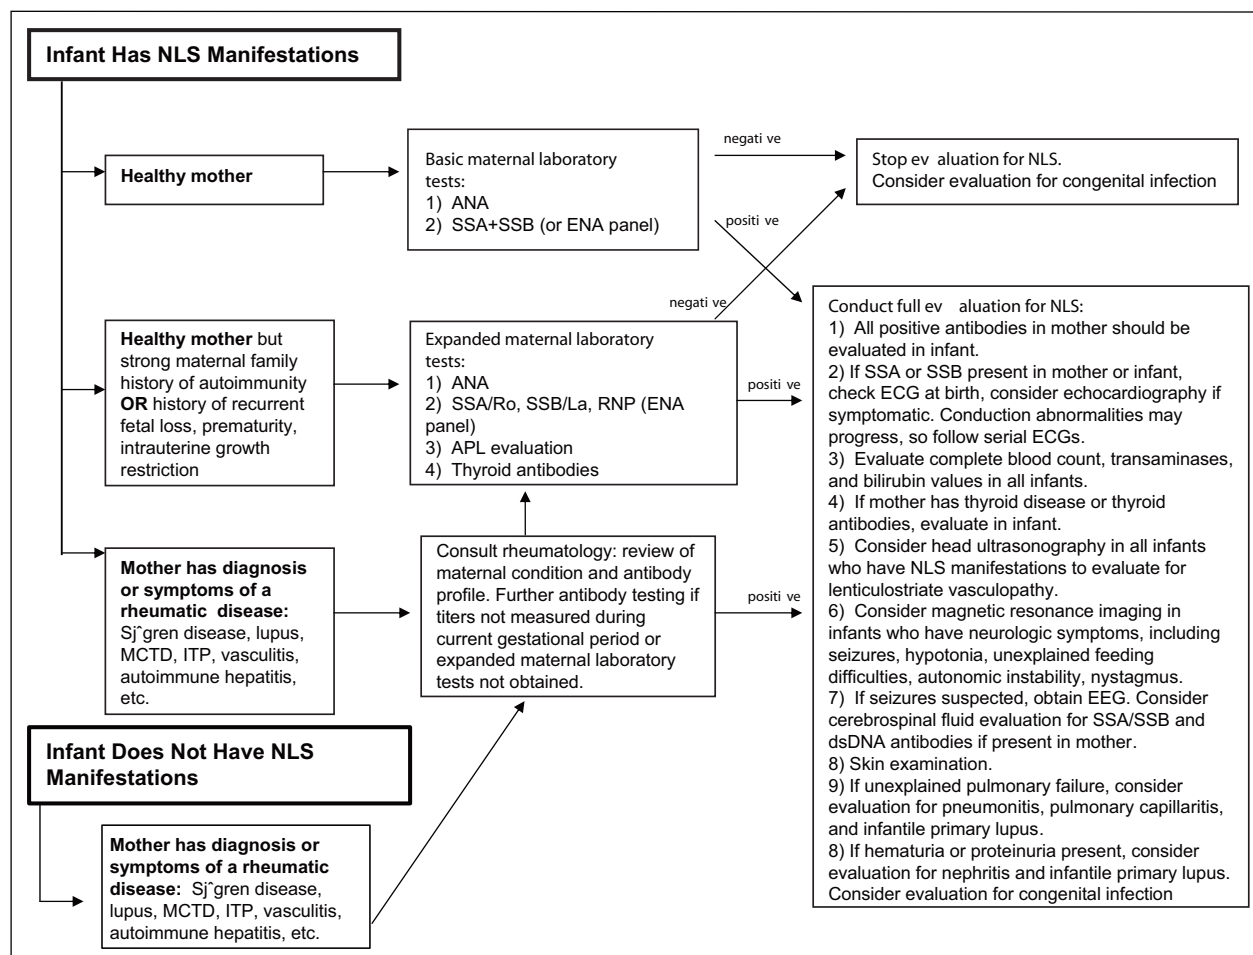 Infant Has NLS Manifestations
Healthy mother
Basic maternal laboratory
tests:
1) ANA
2) SSA+SSB (or ENA panel)
negati ve
positi ve
Stop ev aluation for NLS.
Consider evaluation for congenital infection
Healthy mother but
strong maternal family
history of autoimmunity
OR history of recurrent
fetal loss, prematurity,
intrauterine growth
restriction
Expanded maternal laboratory
tests:
1) ANA
2) SSA/Ro, SSB/La, RNP (ENA
panel)
3) APL evaluation
4) Thyroid antibodies
negati ve
positi ve
Mother has diagnosis
or symptoms of a
rheumatic disease:
Sjˆgren disease, lupus,
MCTD, ITP, vasculitis,
autoimmune hepatitis,
etc.
Consult rheumatology: review of
maternal condition and antibody
profile. Further antibody testing if
titers not measured during
current gestational period or
expanded maternal laboratory
tests not obtained.
positi ve
Conduct full ev aluation for NLS:
1) All positive antibodies in mother should be
evaluated in infant.
2) If SSA or SSB present in mother or infant,
check ECG at birth, consider echocardiography if
symptomatic. Conduction abnormalities may
progress, so follow serial ECGs.
3) Evaluate complete blood count, transaminases,
and bilirubin values in all infants.
4) If mother has thyroid disease or thyroid
antibodies, evaluate in infant.
5) Consider head ultrasonography in all infants
who have NLS manifestations to evaluate for
lenticulostriate vasculopathy.
6) Consider magnetic resonance imaging in
infants who have neurologic symptoms, including
seizures, hypotonia, unexplained feeding
difficulties, autonomic instability, nystagmus.
7) If seizures suspected, obtain EEG. Consider
cerebrospinal fluid evaluation for SSA/SSB and
dsDNA antibodies if present in mother.
8) Skin examination.
9) If unexplained pulmonary failure, consider
evaluation for pneumonitis, pulmonary capillaritis,
and infantile primary lupus.
8) If hematuria or proteinuria present, consider
evaluation for nephritis and infantile primary lupus.
Consider evaluation for congenital infection
Infant Does Not Have NLS
Manifestations
Mother has diagnosis or
symptoms of a rheumatic
disease: Sjˆgren disease,
lupus, MCTD, ITP, vasculitis,
autoimmune hepatitis, etc.